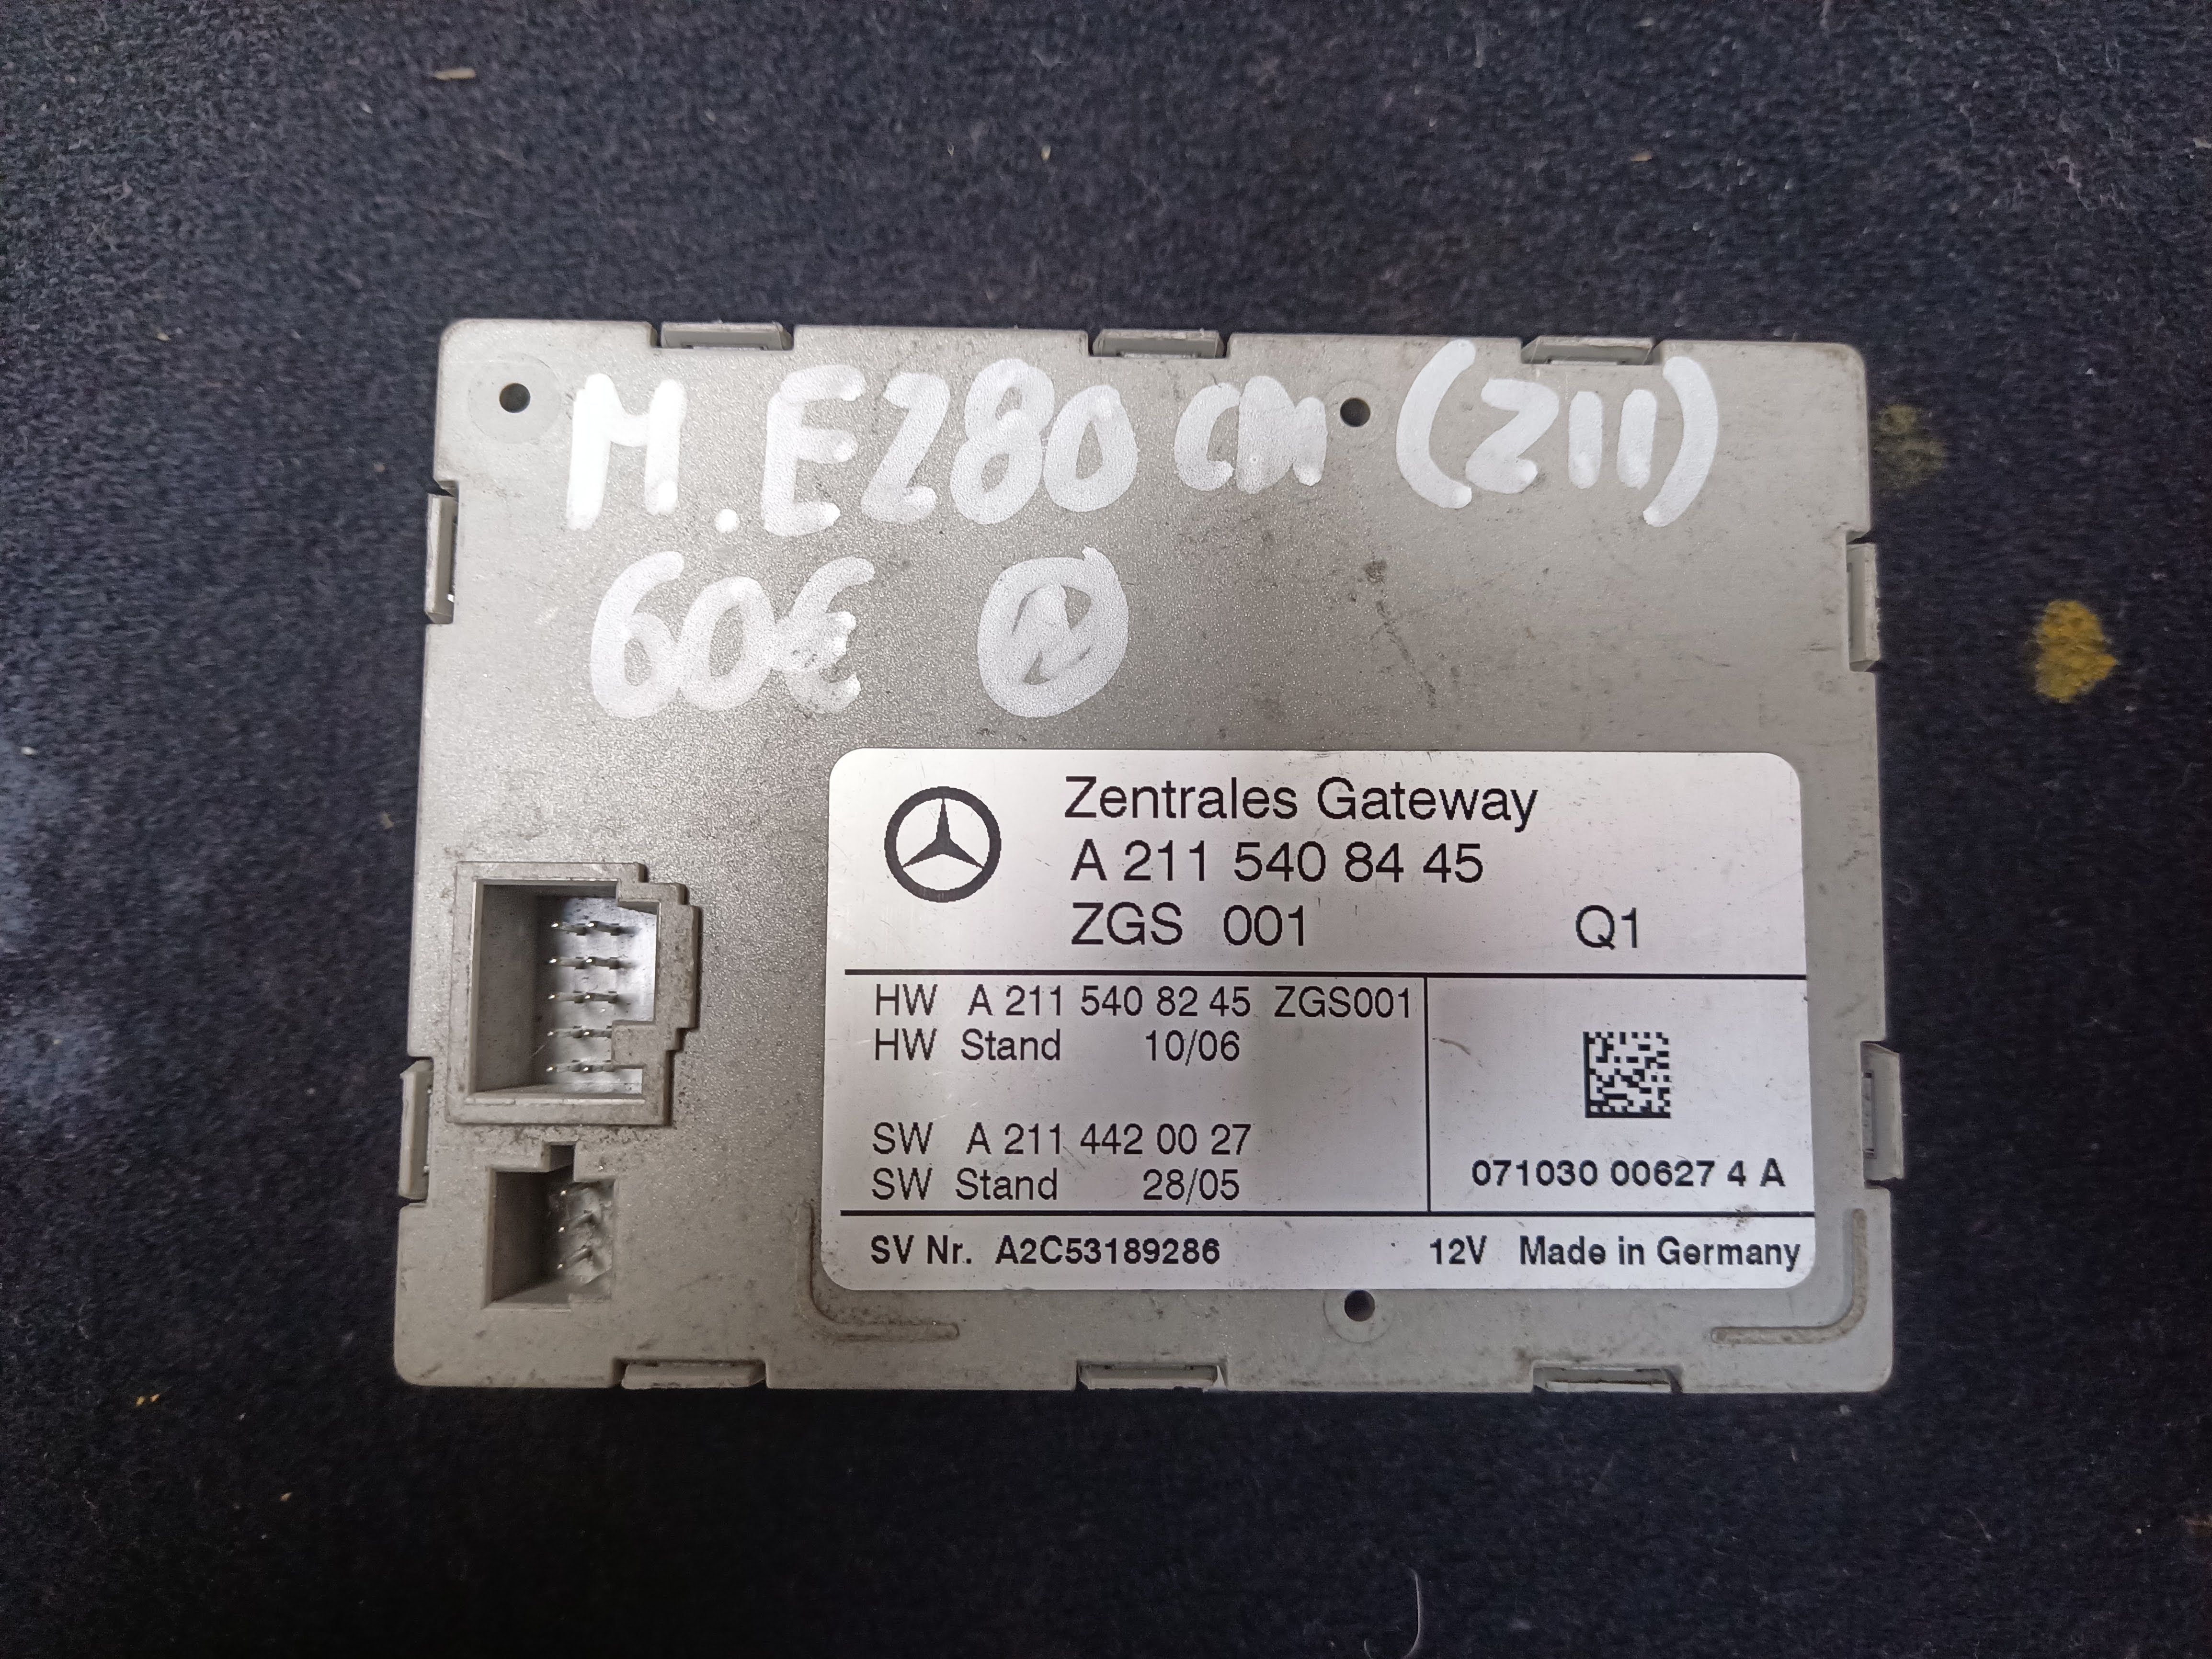 M. E280 CDI (211)
60€
Zentrales Gateway
A 211 540 84 45
ZGS 001 Q1
HW A 211 540 82 45 ZGS001
HW Stand 10/06
SW A 211 442 00 27
SW Stand 28/05
071030 00627 4 A
SV Nr. A2C53189286 12V Made in Germany